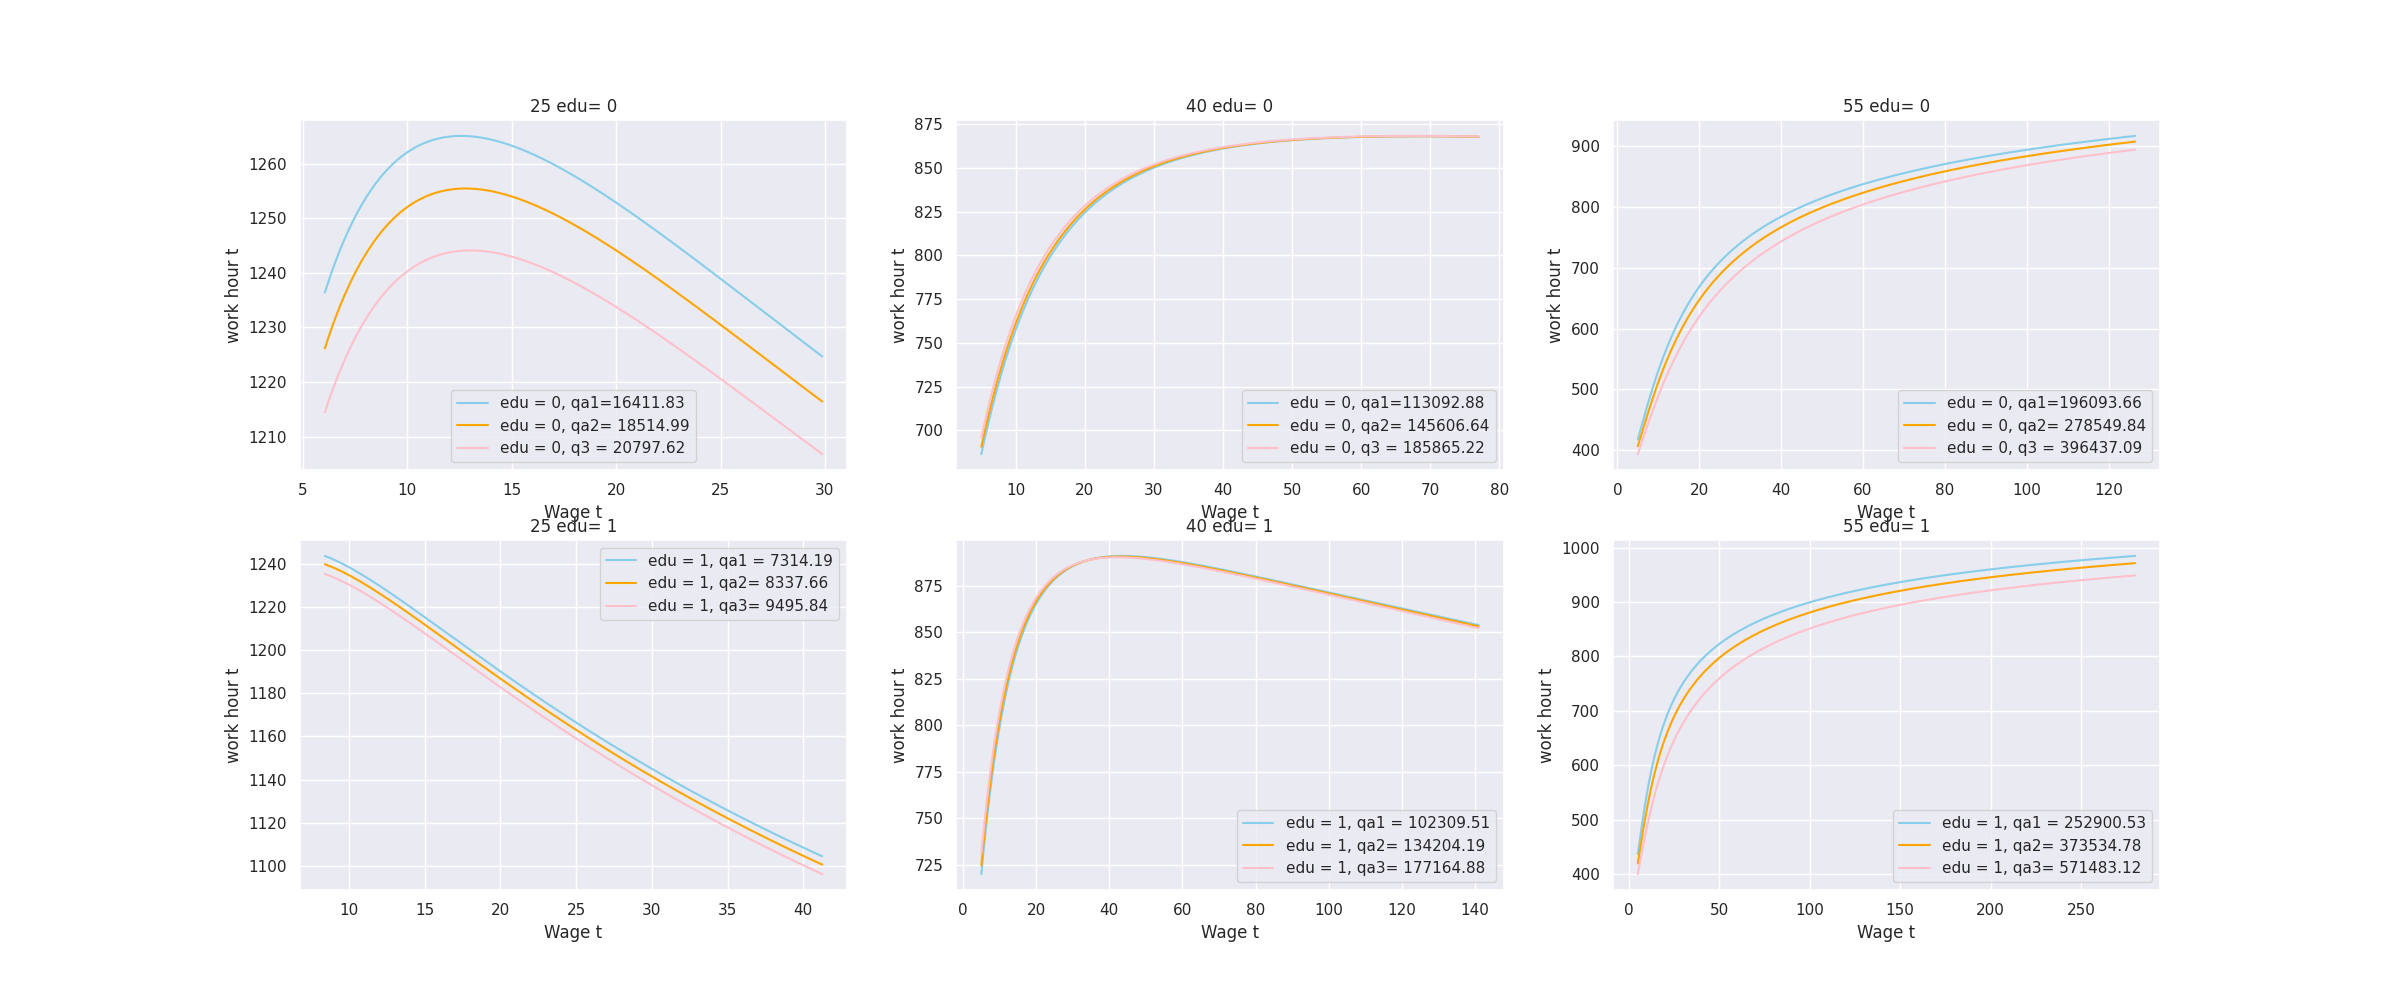 25 edu= 0
work hour t
1260
1250
1240
1230
1220
1210
edu = 0, qa1=16411.83
edu = 0, qa2= 18514.99
edu = 0, q3 = 20797.62
5 10 15 20 25 30
Wage t
40 edu= 0
work hour t
875
850
825
800
775
750
725
700
edu = 0, qa1=113092.88
edu = 0, qa2= 145606.64
edu = 0, q3 = 185865.22
10 20 30 40 50 60 70 80
Wage t
55 edu= 0
work hour t
900
800
700
600
500
400
edu = 0, qa1=196093.66
edu = 0, qa2= 278549.84
edu = 0, q3 = 396437.09
0 20 40 60 80 100 120
Wage t
25 edu= 1
work hour t
1240
1220
1200
1180
1160
1140
1120
1100
edu = 1, qa1 = 7314.19
edu = 1, qa2= 8337.66
edu = 1, qa3= 9495.84
10 15 20 25 30 35 40
Wage t
40 edu= 1
work hour t
875
850
825
800
775
750
725
edu = 1, qa1 = 102309.51
edu = 1, qa2= 134204.19
edu = 1, qa3= 177164.88
0 20 40 60 80 100 120 140
Wage t
55 edu= 1
work hour t
1000
900
800
700
600
500
400
edu = 1, qa1 = 252900.53
edu = 1, qa2= 373534.78
edu = 1, qa3= 571483.12
0 50 100 150 200 250
Wage t